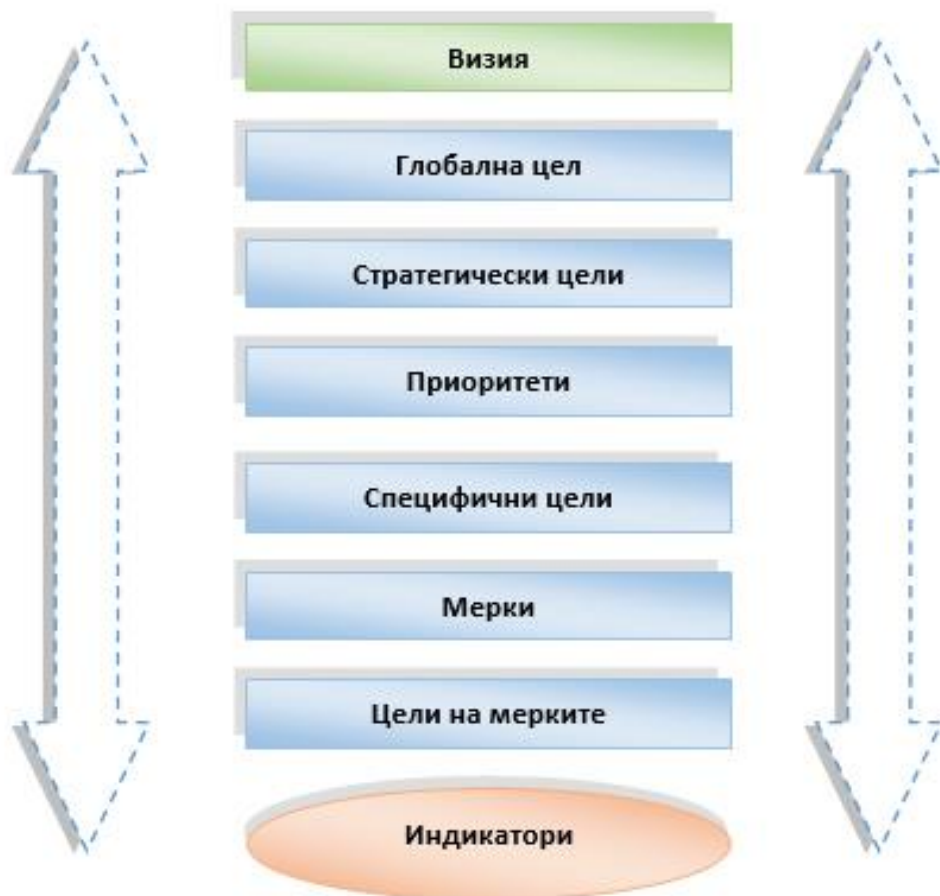 Визия
Глобална цел
Стратегически цели
Приоритети
Специфични цели
Мерки
Цели на мерките
Индикатори